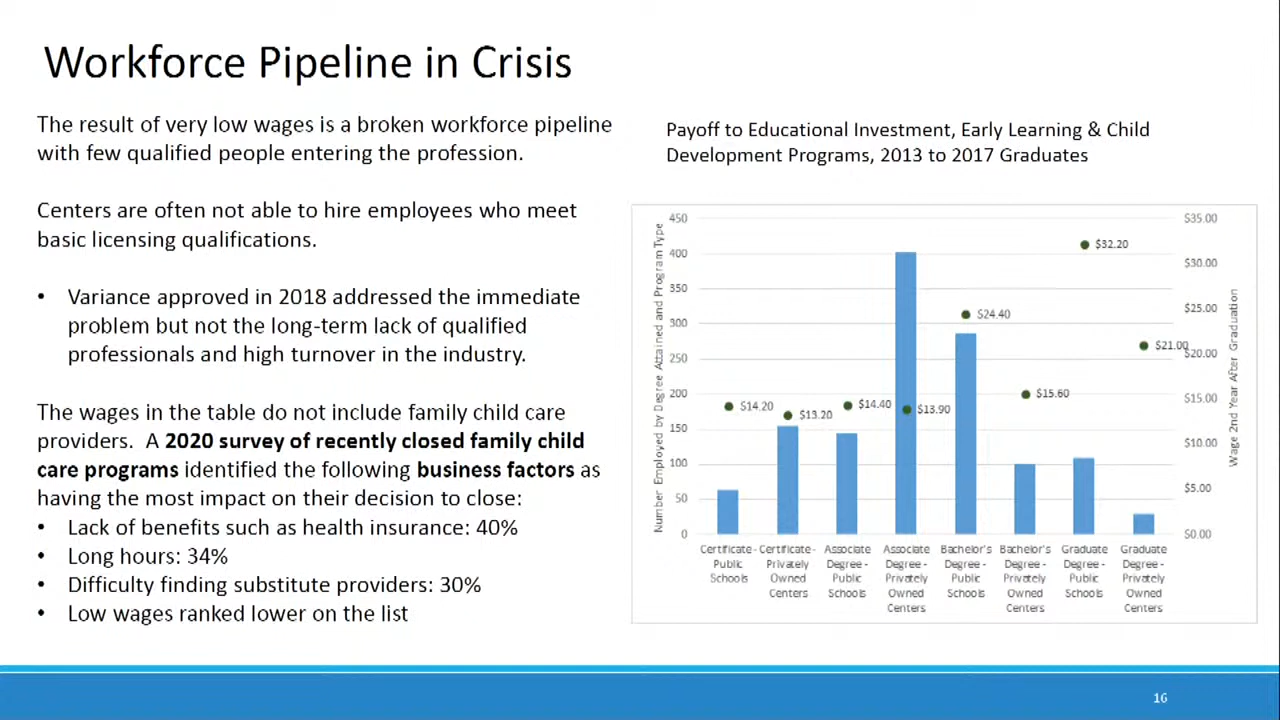 Workforce Pipeline in Crisis
The result of very low wages is a broken workforce pipeline
with few qualified people entering the profession.
Centers are often not able to hire employees who meet
basic licensing qualifications.
• Variance approved in 2018 addressed the immediate
problem but not the long-term lack of qualified
professionals and high turnover in the industry.
The wages in the table do not include family child care
providers. A 2020 survey of recently closed family child
care programs identified the following business factors as
having the most impact on their decision to close:
• Lack of benefits such as health insurance: 40%
• Long hours: 34%
• Difficulty finding substitute providers: 30%
• Low wages ranked lower on the list
Payoff to Educational Investment, Early Learning & Child
Development Programs, 2013 to 2017 Graduates
Number Employed by Degree Attained and Program Type
450
400
350
300
250
200
150
100
50
0
$14.20
$13.20
$14.40
$13.90
$24.40
$15.60
$32.20
$21.00
$35.00
$30.00
$25.00
$20.00
$15.00
$10.00
$5.00
$0.00
Wage 2nd Year After Graduation
Certificate-
Public
Schools
Certificate-
Privately
Owned
Centers
Associate
Degree -
Public
Schools
Associate
Degree -
Privately
Owned
Centers
Bachelor's
Degree -
Public
Schools
Bachelor's
Degree -
Privately
Owned
Centers
Graduate
Degree -
Public
Schools
Graduate
Degree -
Privately
Owned
Centers
16